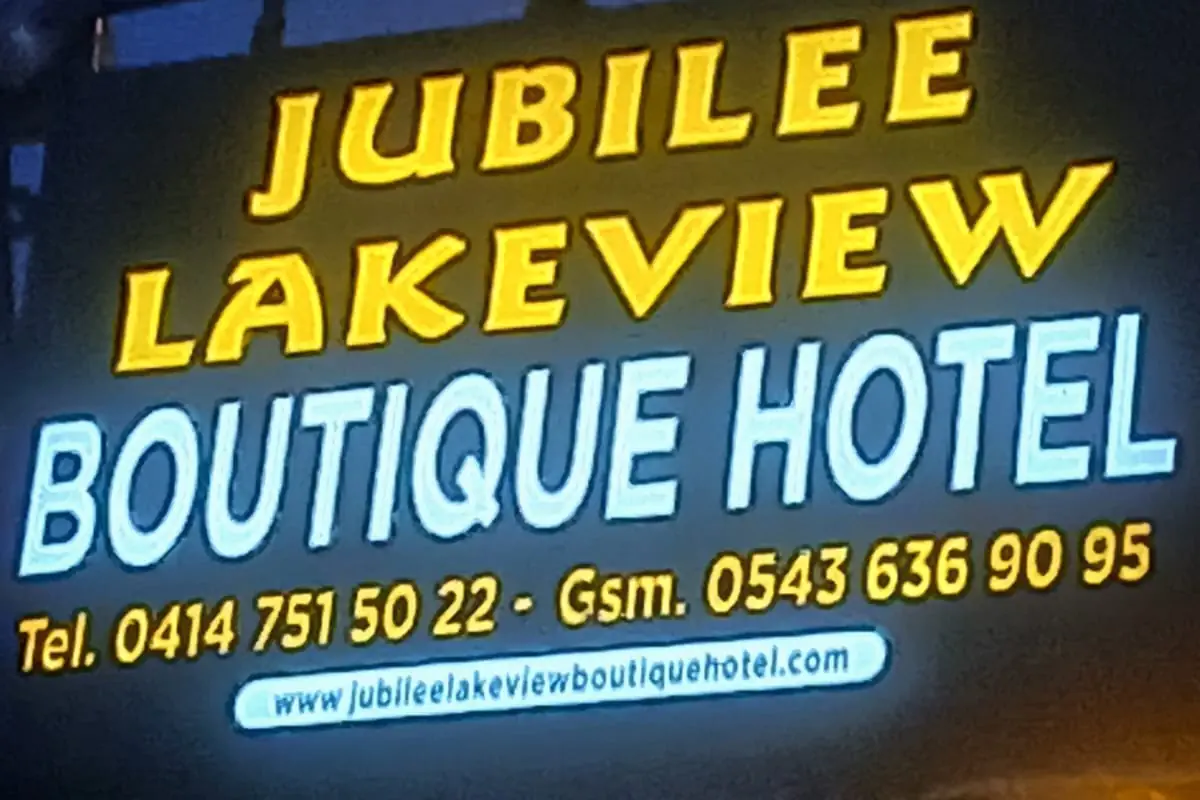 JUBILEE
LAKEVIEW
BOUTIQUE HOTEL
Tel. 0414 751 50 22 - Gsm. 0543 636 90 95
www.jubileelakeviewboutiquehotel.com